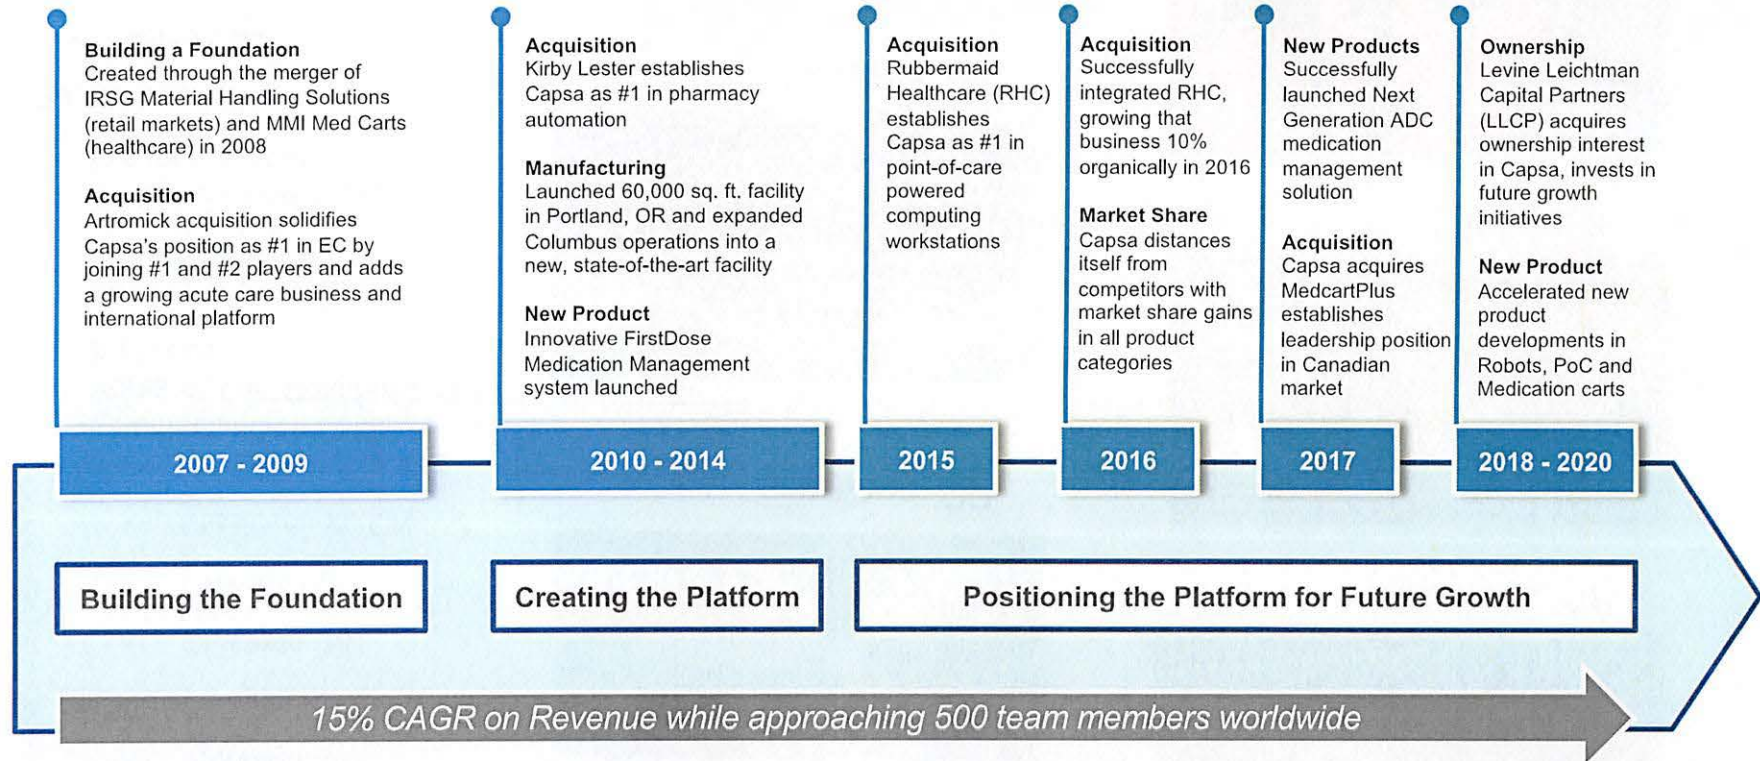 Building a Foundation
Created through the merger of
IRSG Material Handling Solutions
(retail markets) and MMI Med Carts
(healthcare) in 2008
Acquisition
Artromick acquisition solidifies
Capsa's position as #1 in EC by
joining #1 and #2 players and adds
a growing acute care business and
international platform
Acquisition
Kirby Lester establishes
Capsa as #1 in pharmacy
automation
Manufacturing
Launched 60,000 sq. ft. facility
in Portland, OR and expanded
Columbus operations into a
new, state-of-the-art facility
New Product
Innovative FirstDose
Medication Management
system launched
Acquisition
Rubbermaid
Healthcare (RHC)
establishes
Capsa as #1 in
point-of-care
powered
computing
workstations
Acquisition
Successfully
integrated RHC,
growing that
business 10%
organically in 2016
Market Share
Capsa distances
itself from
competitors with
market share gains
in all product
categories
New Products
Successfully
launched Next
Generation ADC
medication
management
solution
Acquisition
Capsa acquires
MedcartPlus
establishes
leadership position
in Canadian
market
Ownership
Levine Leichtman
Capital Partners
(LLCP) acquires
ownership interest
in Capsa, invests in
future growth
initiatives
New Product
Accelerated new
product
developments in
Robots, PoC and
Medication carts
2007 - 2009
2010 - 2014
2015
2016
2017
2018 - 2020
Building the Foundation
Creating the Platform
Positioning the Platform for Future Growth
15% CAGR on Revenue while approaching 500 team members worldwide